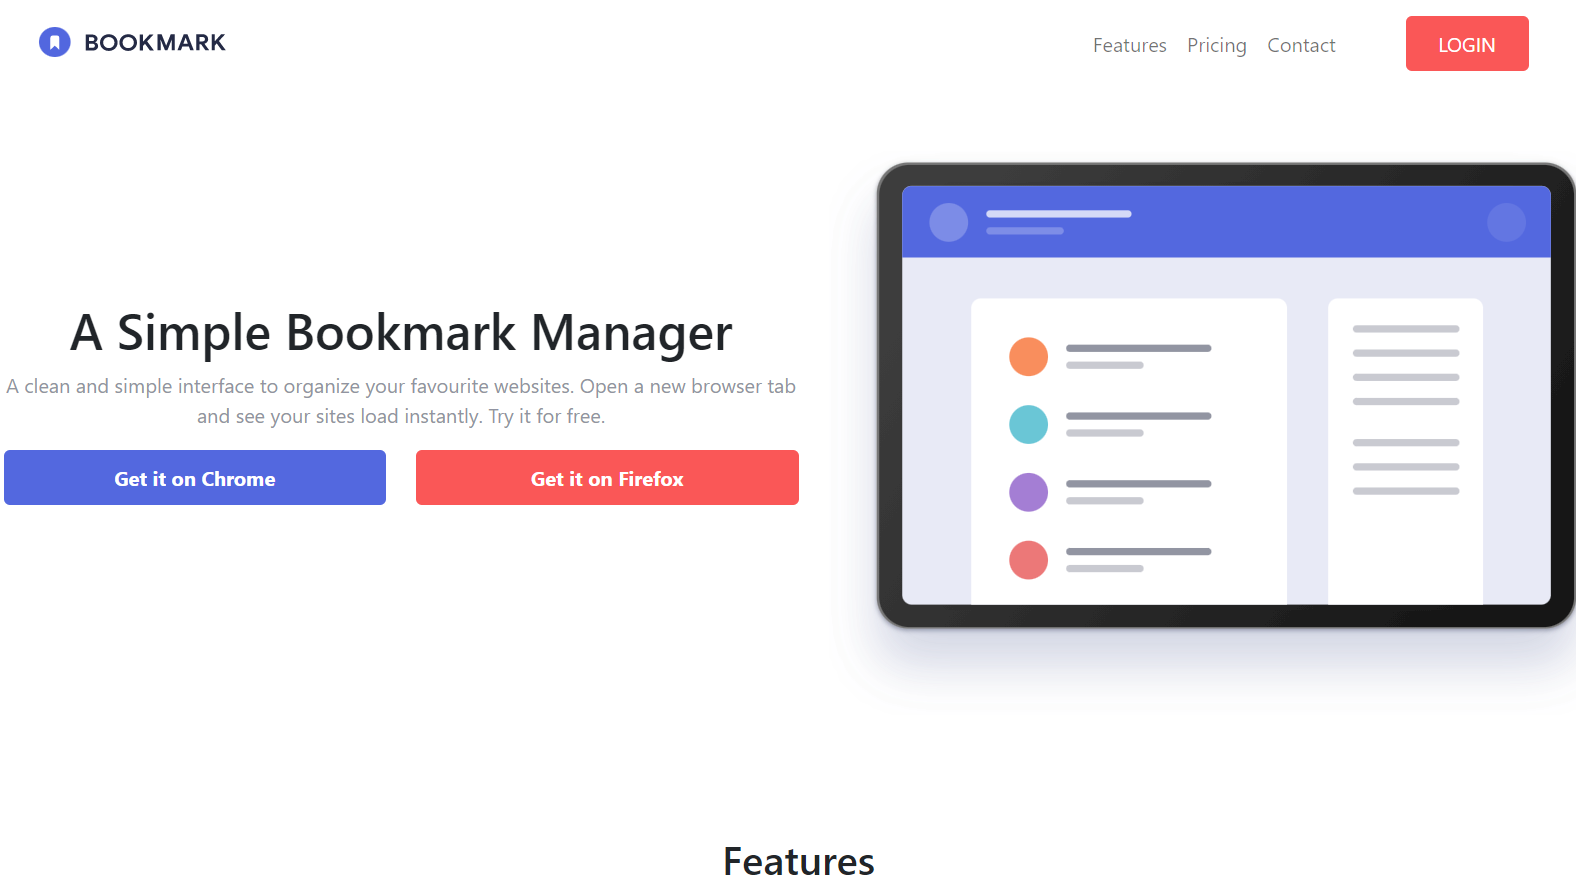 BOOKMARK
Features
Pricing
Contact
LOGIN
A Simple Bookmark Manager
A clean and simple interface to organize your favourite websites. Open a new browser tab
and see your sites load instantly. Try it for free.
Get it on Chrome
Get it on Firefox
Features